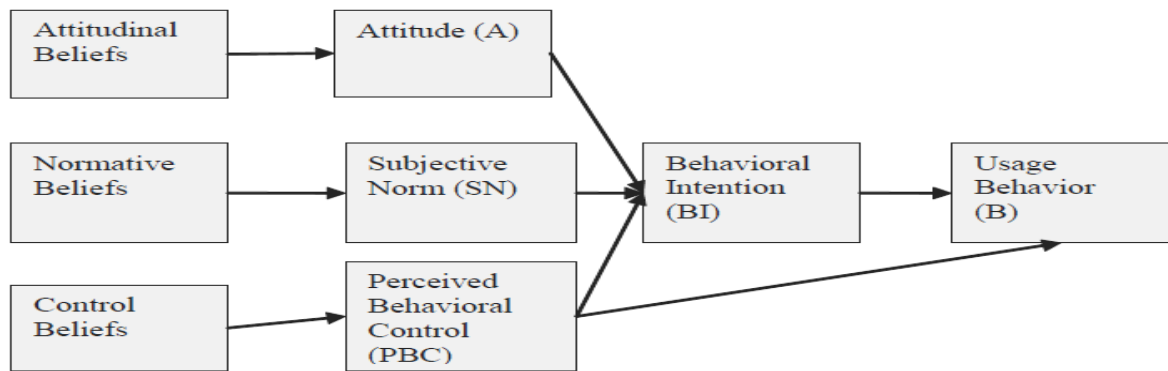 Attitudinal
Beliefs
Attitude (A)
Normative
Beliefs
Subjective
Norm (SN)
Behavioral
Intention
(BI)
Usage
Behavior
(B)
Control
Beliefs
Perceived
Behavioral
Control
(PBC)